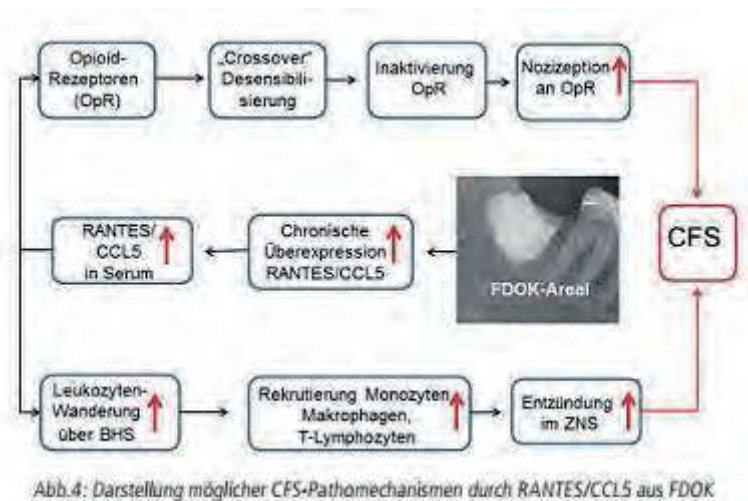 Opioid-
Rezeptoren
(OpR)
„Crossover“
Desensibili-
sierung
Inaktivierung
OpR
Nozizeption
an OpR
RANTES/
CCL5
in Serum
Chronische
Überexpression
RANTES/CCL5
FDOK-Areal
CFS
Leukozyten-
Wanderung
über BHS
Rekrutierung Monozyten,
Makrophagen,
T-Lymphozyten
Entzündung
im ZNS
Abb.4: Darstellung möglicher CFS-Pathomechanismen durch RANTES/CCL5 aus FDOK